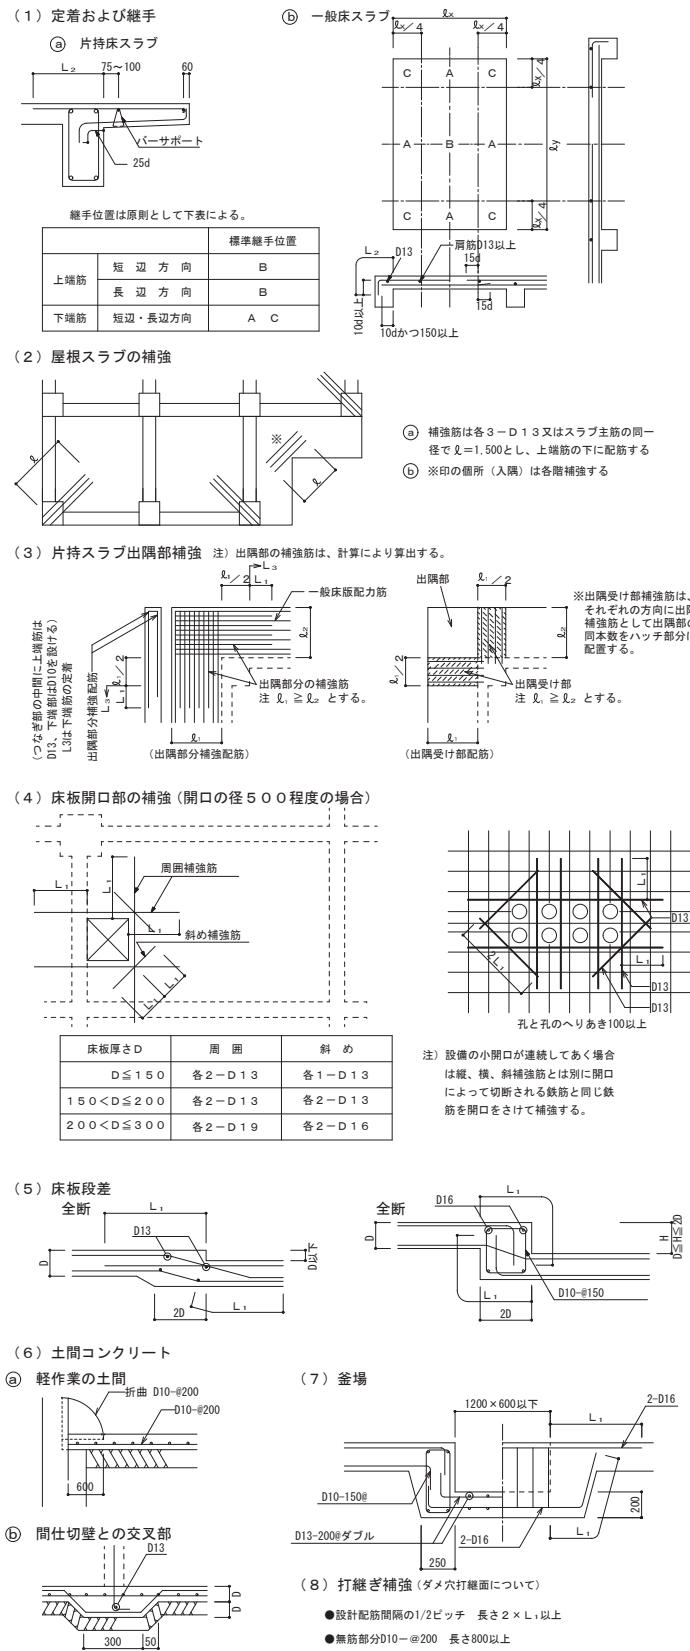 （１）定着および継手
ⓐ 片持床スラブ
L₂ 75〜100 60
バーサポート
25d
継手位置は原則として下表による。
標準継手位置
上端筋 短辺方向 B
長辺方向 B
下端筋 短辺・長辺方向 A C
ⓑ 一般床スラブ
ℓx
ℓx／4 ℓx／4
C A C
A B A
C A C
ℓx／4
ℓy
ℓx／4
L₂ D13 肩筋D13以上
15d
15d
10d以上
10dかつ150以上
（２）屋根スラブの補強
※
ℓ
ℓ
ⓐ 補強筋は各３－Ｄ１３又はスラブ主筋の同一
径でℓ＝1,500とし、上端筋の下に配筋する
ⓑ ※印の個所（入隅）は各階補強する
（３）片持スラブ出隅部補強 注）出隅部の補強筋は、計算により算出する。
（つなぎ部の中間に上端筋は
D13、下端部はD10を設ける）
L3は下端筋の定着
出隅部分補強配筋
L₃ L₁ ℓ₁／2
ℓ₁／2 L₁ L₃
一般床版配力筋
ℓ₂
出隅部分の補強筋
注 ℓ₁≧ℓ₂ とする。
ℓ₁
（出隅部分補強配筋）
出隅部
ℓ₁／2
ℓ₂
ℓ₁／2
出隅受け部
注 ℓ₁≧ℓ₂ とする。
ℓ₁
（出隅受け部配筋）
※出隅受け部補強筋は、
それぞれの方向に出隅
補強筋として出隅部の
同本数をハッチ部分に
配置する。
（４）床板開口部の補強（開口の径５００程度の場合）
周囲補強筋
L₁
L₁
L₁
斜め補強筋
L₁ L₁
L₁
D13
2L₁
L₁
D13
D13
孔と孔のへりあき100以上
床板厚さＤ 周囲 斜め
Ｄ≦１５０ 各２－Ｄ１３ 各１－Ｄ１３
１５０＜Ｄ≦２００ 各２－Ｄ１３ 各２－Ｄ１３
２００＜Ｄ≦３００ 各２－Ｄ１９ 各２－Ｄ１６
注）設備の小開口が連続してあく場合
は縦、横、斜補強筋とは別に開口
によって切断される鉄筋と同じ鉄
筋を開口をさけて補強する。
（５）床板段差
全断
L₁
D13
D
D以下
2D
L₁
全断
D16
L₁
D
H
D≦H≦2D
L₁
D10-@150
2D
（６）土間コンクリート
ⓐ 軽作業の土間
折曲 D10-@200
D10-@200
600
ⓑ 間仕切壁との交叉部
D13
D
D
300 50
（７）釜場
1200×600以下
2-D16
L₁
D10-150@
200
D13-200@ダブル
2-D16
L₁
250
（８）打継ぎ補強（ダメ穴打継面について）
●設計配筋間隔の1/2ピッチ 長さ２×L₁以上
●無筋部分D10－@200 長さ800以上